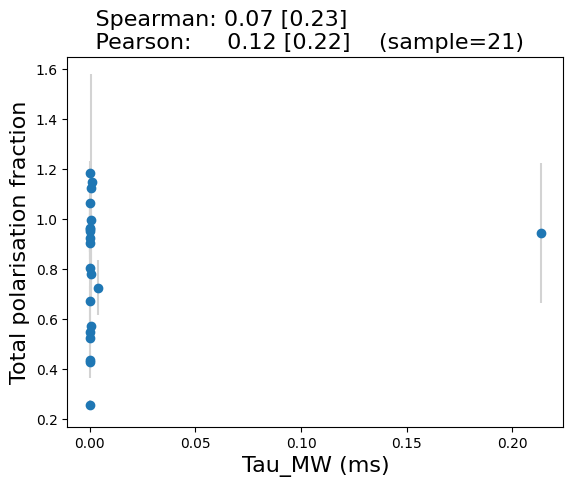 Spearman: 0.07 [0.23]
Pearson: 0.12 [0.22] (sample=21)
1.6
1.4
1.2
1.0
0.8
0.6
0.4
0.2
Total polarisation fraction
0.00 0.05 0.10 0.15 0.20
Tau_MW (ms)